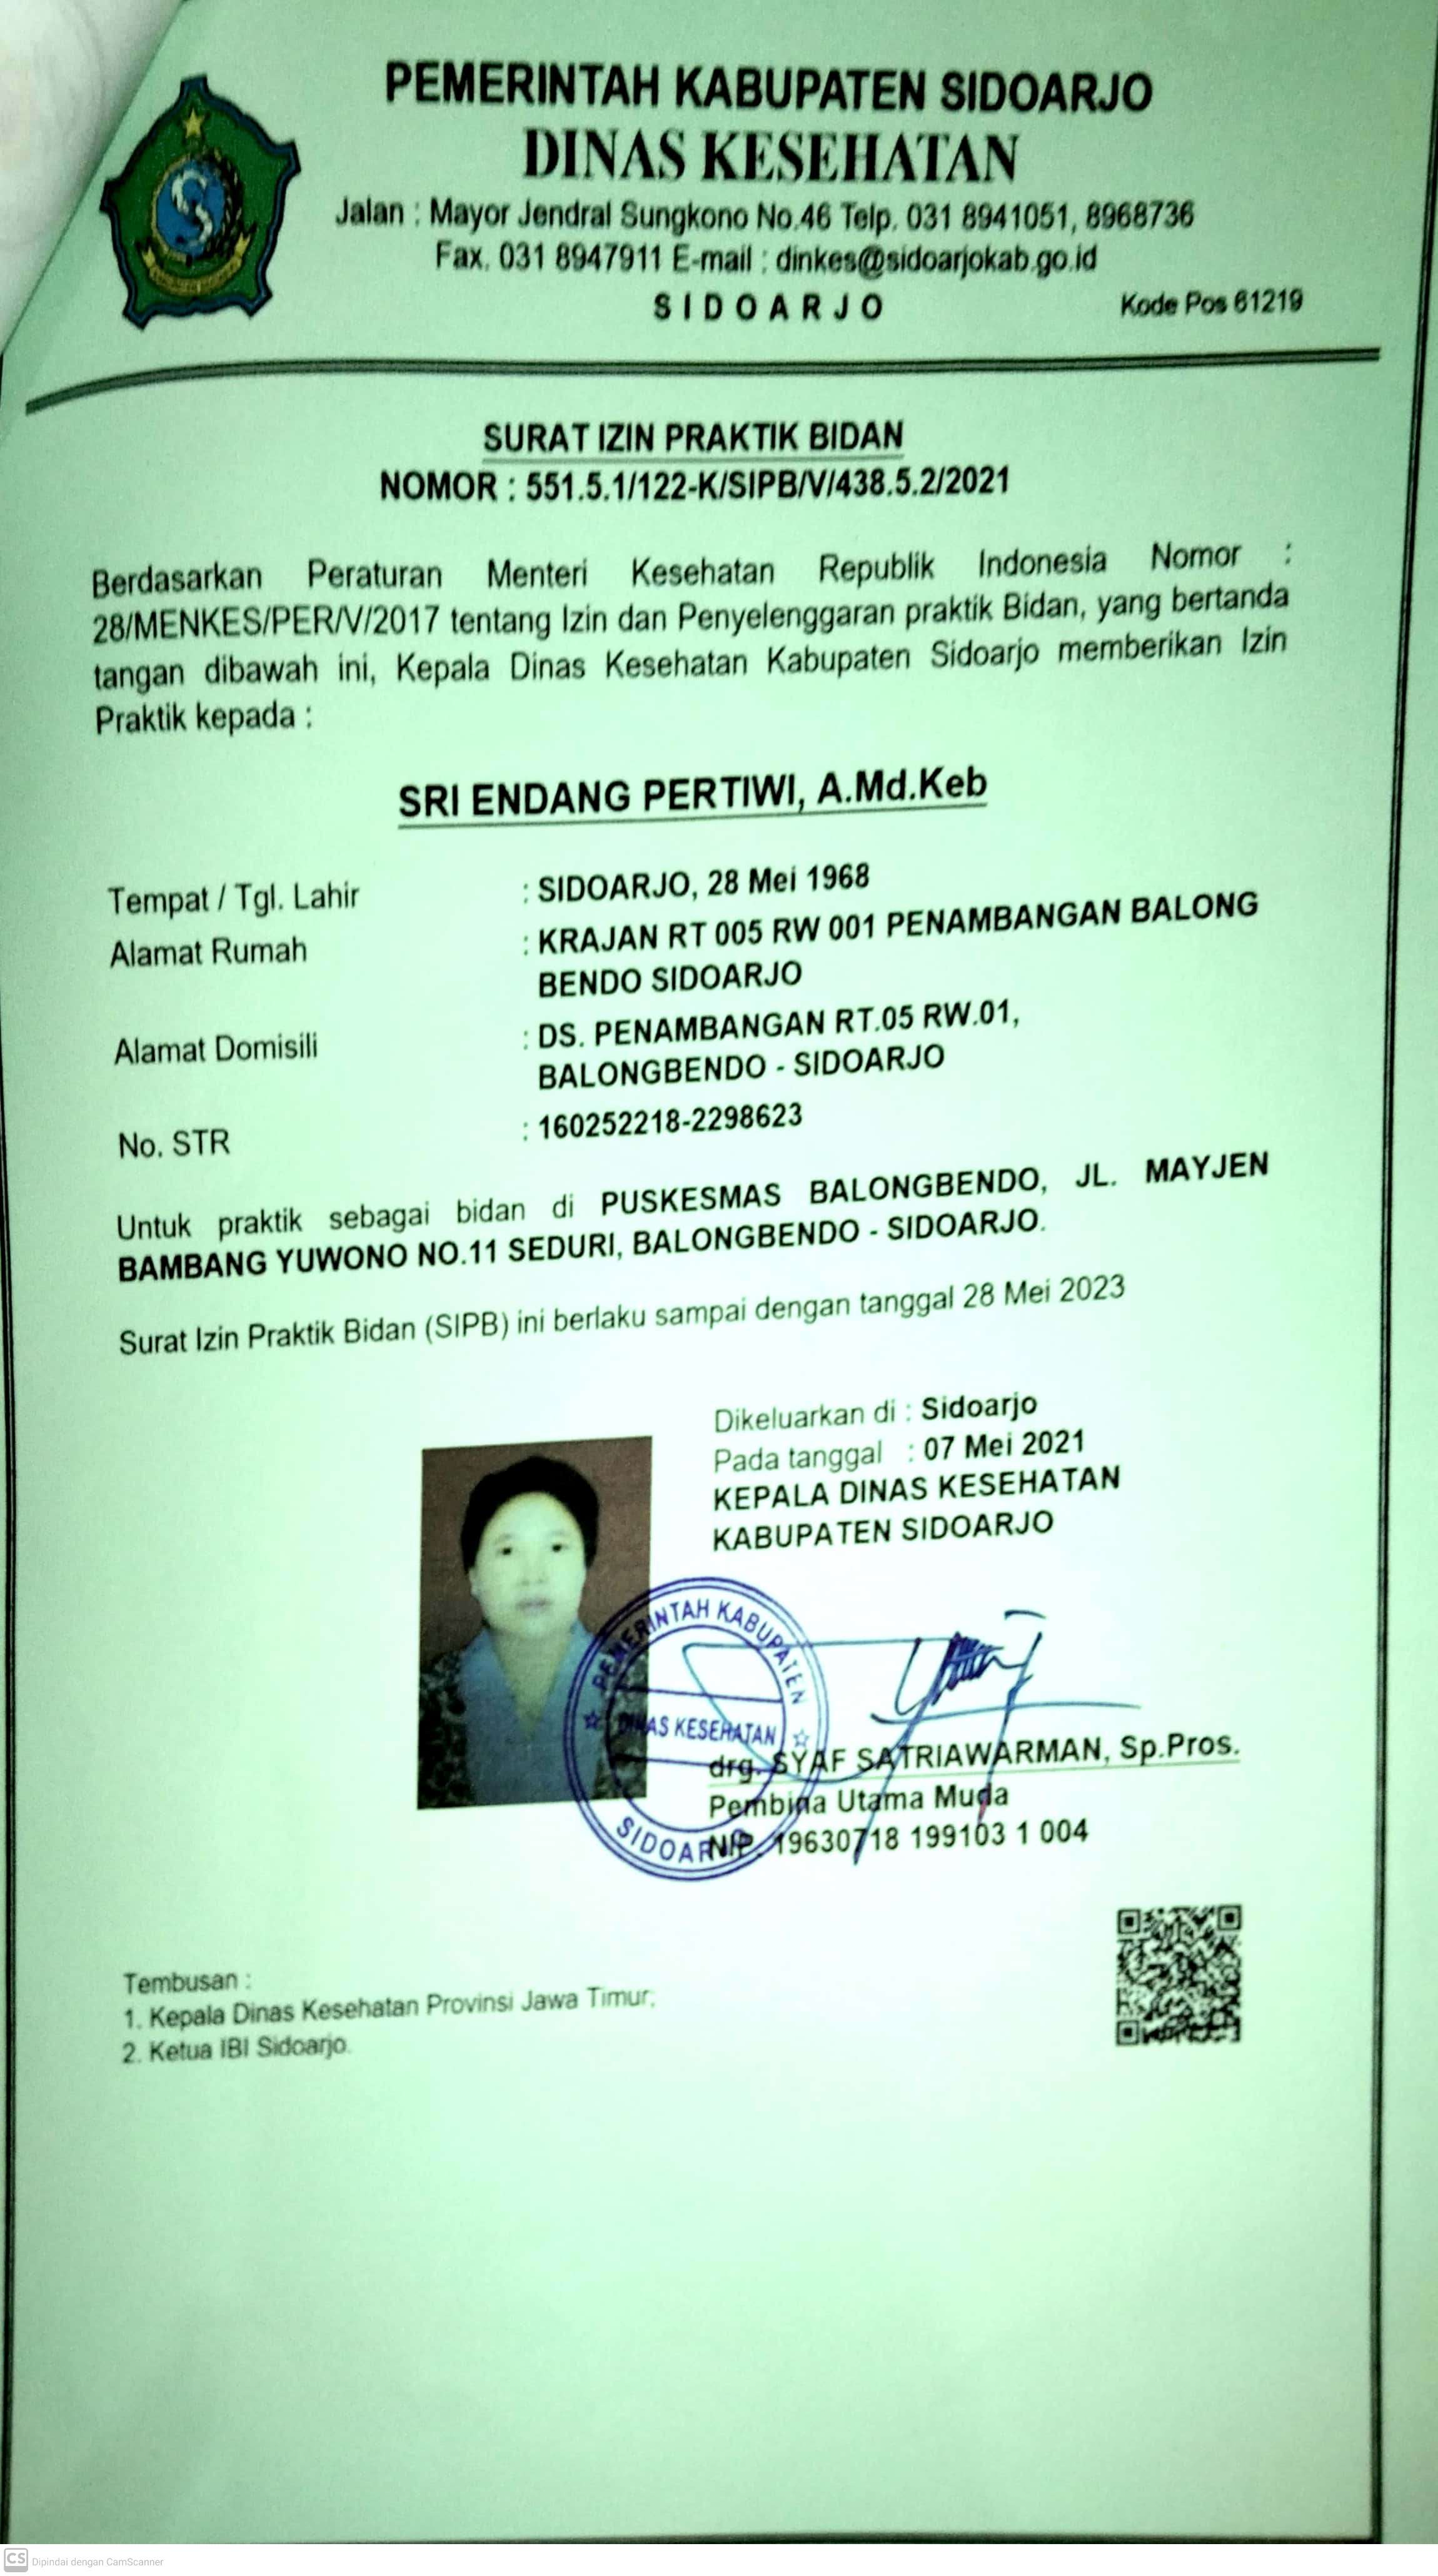 PEMERINTAH KABUPATEN SIDOARJO
DINAS KESEHATAN
Jalan : Mayor Jendral Sungkono No.46 Telp. 031 8941051, 8968736
Fax. 031 8947911 E-mail : dinkes@sidoarjokab.go.id
SIDOARJO
Kode Pos 61219
SURAT IZIN PRAKTIK BIDAN
NOMOR : 551.5.1/122-K/SIPB/V/438.5.2/2021
Berdasarkan Peraturan Menteri Kesehatan Republik Indonesia Nomor :
28/MENKES/PER/V/2017 tentang Izin dan Penyelenggaran praktik Bidan, yang bertanda
tangan dibawah ini, Kepala Dinas Kesehatan Kabupaten Sidoarjo memberikan Izin
Praktik kepada :
SRI ENDANG PERTIWI, A.Md.Keb
Tempat / Tgl. Lahir : SIDOARJO, 28 Mei 1968
Alamat Rumah : KRAJAN RT 005 RW 001 PENAMBANGAN BALONG
BENDO SIDOARJO
Alamat Domisili : DS. PENAMBANGAN RT.05 RW.01,
BALONGBENDO - SIDOARJO
No. STR : 160252218-2298623
Untuk praktik sebagai bidan di PUSKESMAS BALONGBENDO, JL. MAYJEN
BAMBANG YUWONO NO.11 SEDURI, BALONGBENDO - SIDOARJO.
Surat Izin Praktik Bidan (SIPB) ini berlaku sampai dengan tanggal 28 Mei 2023
Dikeluarkan di : Sidoarjo
Pada tanggal : 07 Mei 2021
KEPALA DINAS KESEHATAN
KABUPATEN SIDOARJO
PEMERINTAH KABUPATEN
DINAS KESEHATAN
SIDOARJO
drg. SYAF SATRIAWARMAN, Sp.Pros.
Pembina Utama Muda
NIP. 19630718 199103 1 004
Tembusan :
1. Kepala Dinas Kesehatan Provinsi Jawa Timur;
2. Ketua IBI Sidoarjo.
CS Dipindai dengan CamScanner